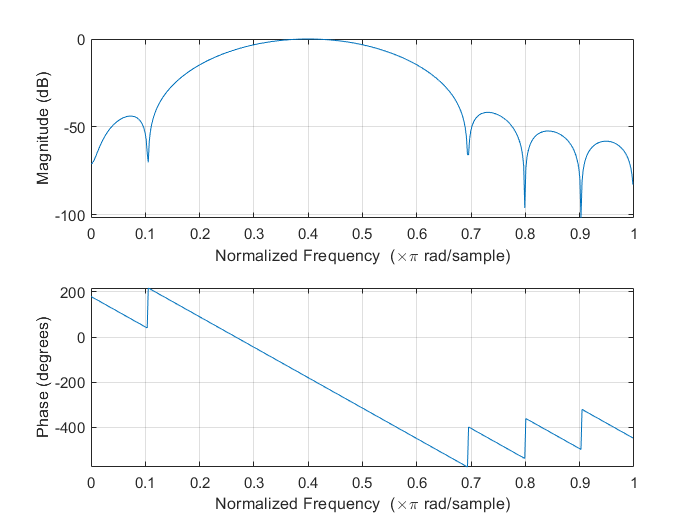 0
-50
-100
Magnitude (dB)
0 0.1 0.2 0.3 0.4 0.5 0.6 0.7 0.8 0.9 1
Normalized Frequency (×π rad/sample)
200
0
-200
-400
Phase (degrees)
0 0.1 0.2 0.3 0.4 0.5 0.6 0.7 0.8 0.9 1
Normalized Frequency (×π rad/sample)